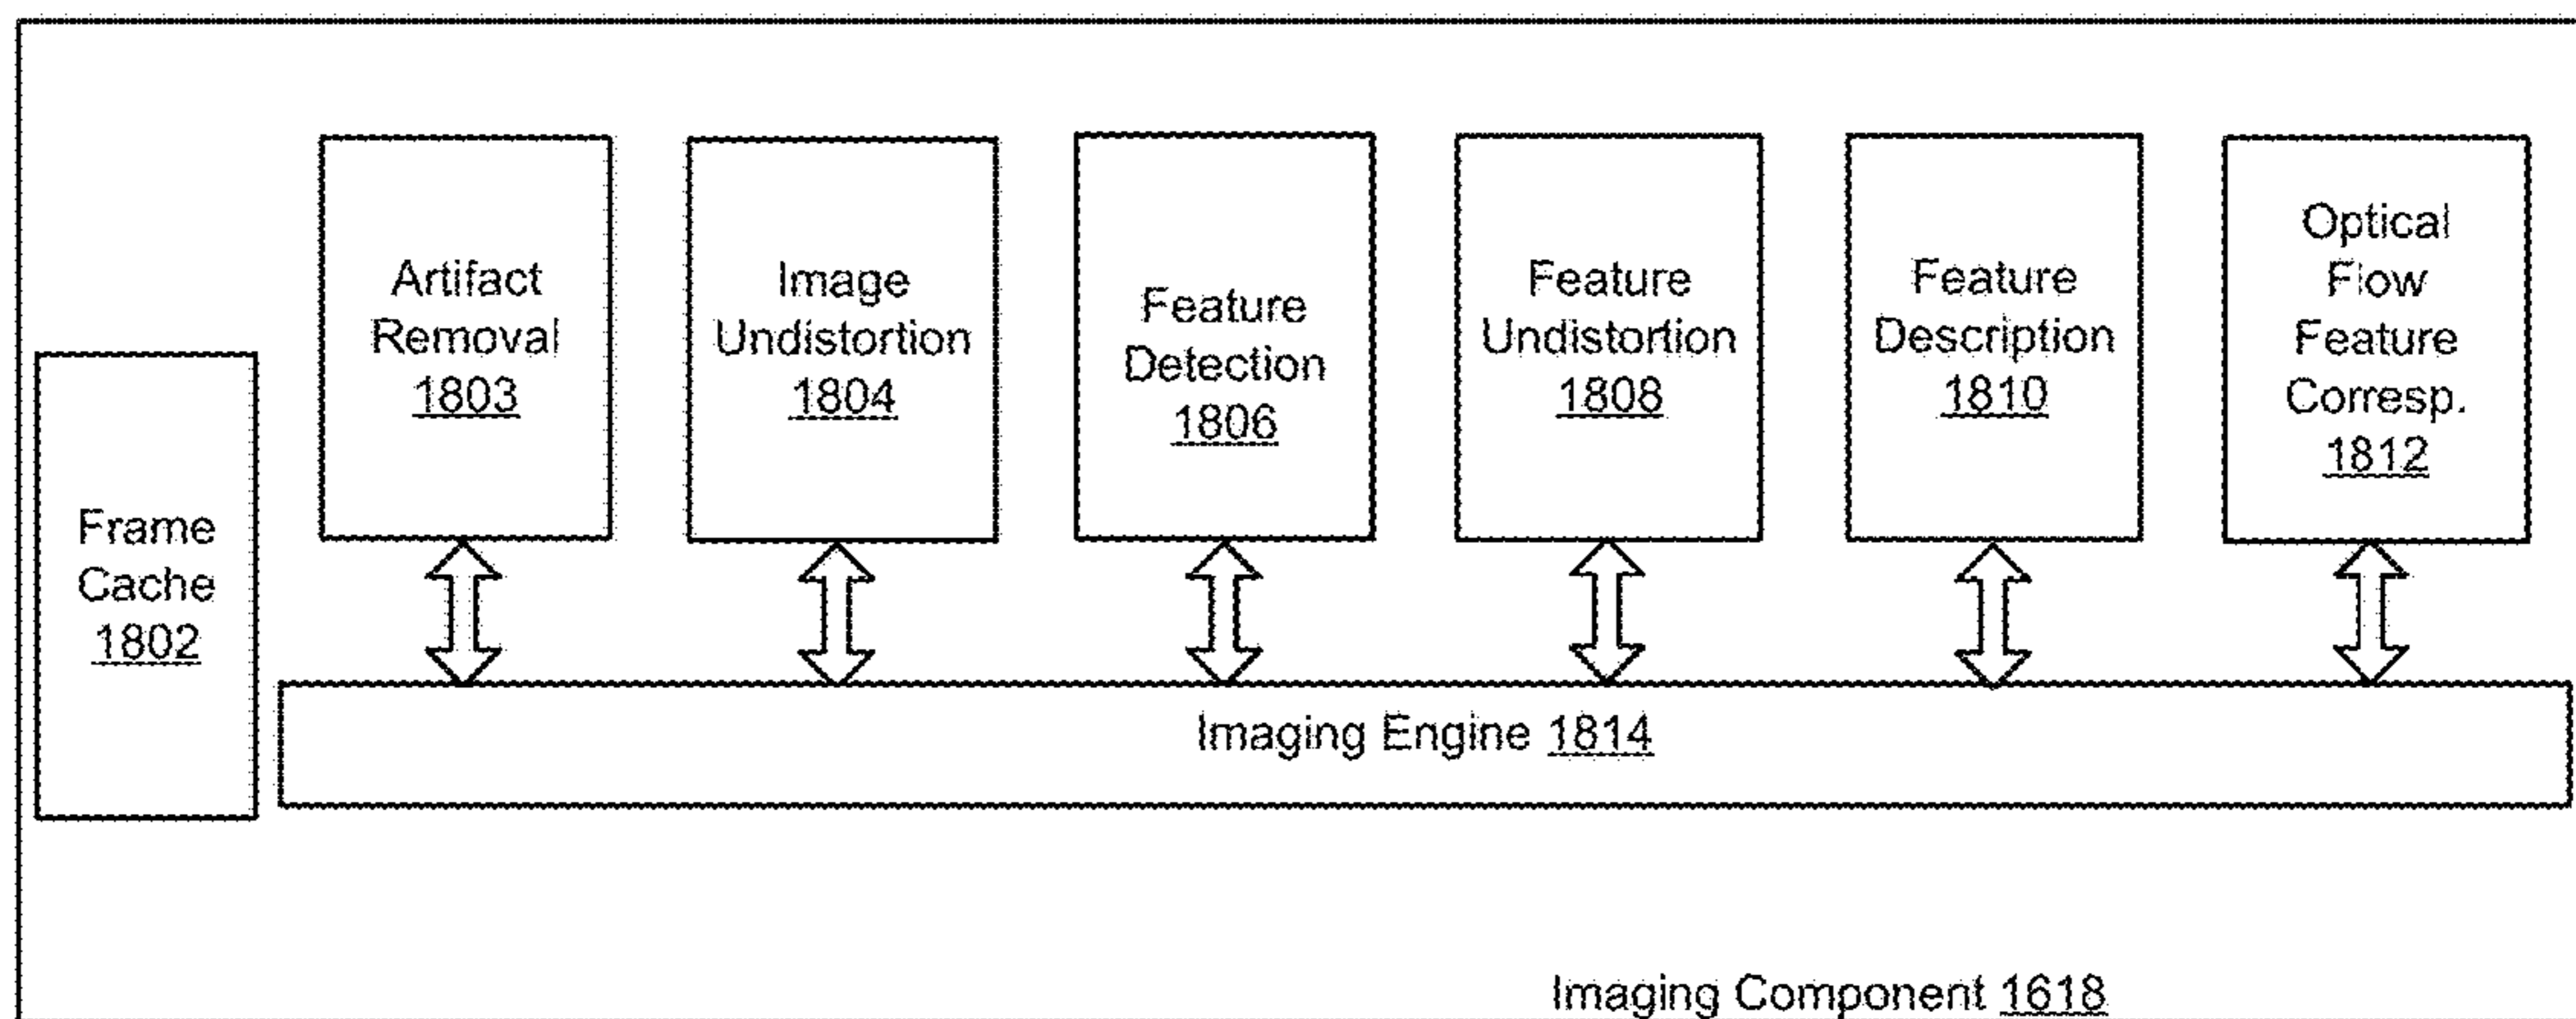 Frame
Cache
1802
Artifact
Removal
1803
Image
Undistortion
1804
Feature
Detection
1806
Feature
Undistortion
1808
Feature
Description
1810
Optical
Flow
Feature
Corresp.
1812
Imaging Engine 1814
Imaging Component 1618